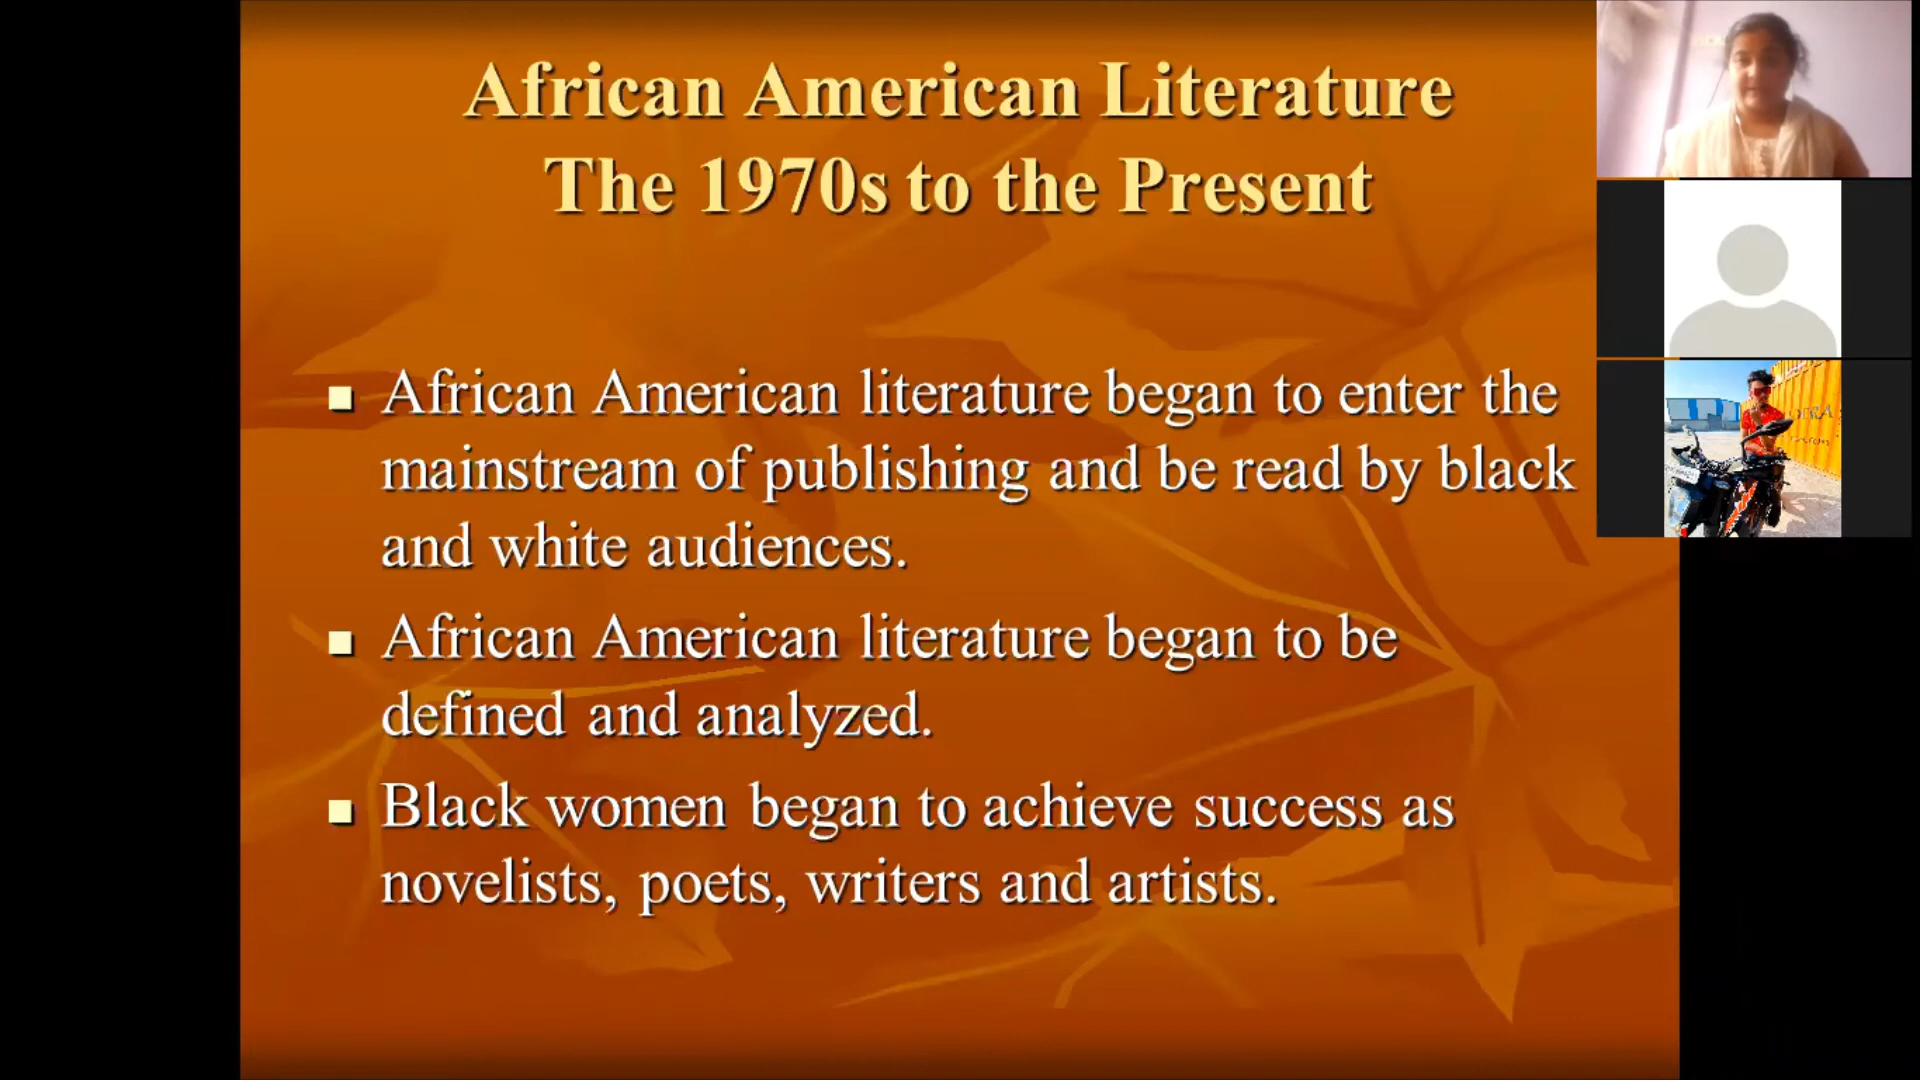 African American Literature
The 1970s to the Present
African American literature began to enter the
mainstream of publishing and be read by black
and white audiences.
African American literature began to be
defined and analyzed.
Black women began to achieve success as
novelists, poets, writers and artists.